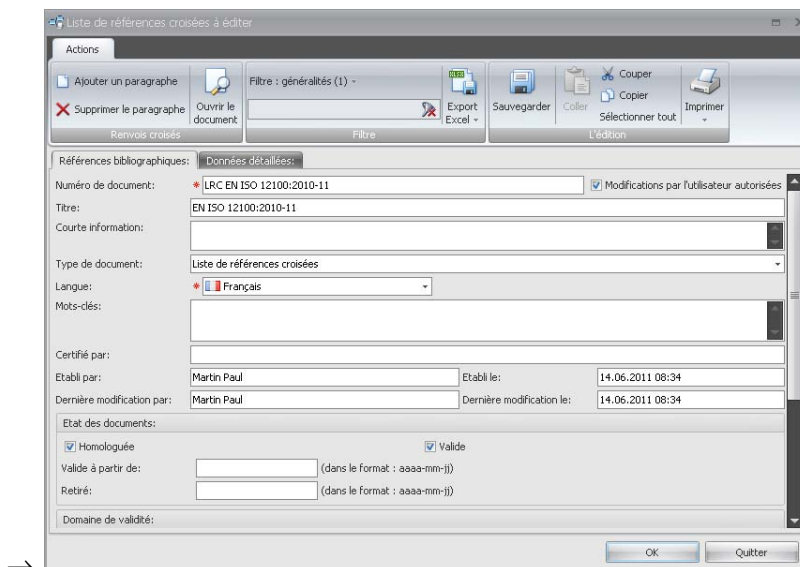 Liste de références croisées à éditer
Actions
Ajouter un paragraphe
Supprimer le paragraphe
Ouvrir le
document
Renvois croisés
Filtre : généralités (1)
Export
Excel
Filtre
Sauvegarder
Coller
Couper
Copier
Sélectionner tout
Imprimer
L'édition
Références bibliographiques: Données détaillées:
Numéro de document: * LRC EN ISO 12100:2010-11 Modifications par l'utilisateur autorisées
Titre: EN ISO 12100:2010-11
Courte information:
Type de document: Liste de références croisées
Langue: * Français
Mots-clés:
Certifié par:
Etabli par: Martin Paul Etabli le: 14.06.2011 08:34
Dernière modification par: Martin Paul Dernière modification le: 14.06.2011 08:34
Etat des documents:
Homologuée Valide
Valide à partir de: (dans le format : aaaa-mm-jj)
Retiré: (dans le format : aaaa-mm-jj)
Domaine de validité:
OK Quitter